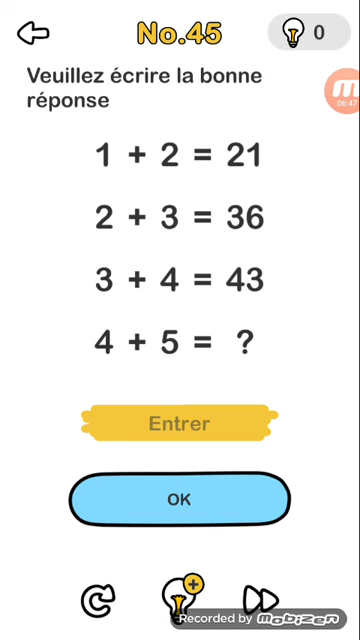 No.45
0
Veuillez écrire la bonne
réponse
06:47
1 + 2 = 21
2 + 3 = 36
3 + 4 = 43
4 + 5 = ?
Entrer
OK
Recorded by mobizen